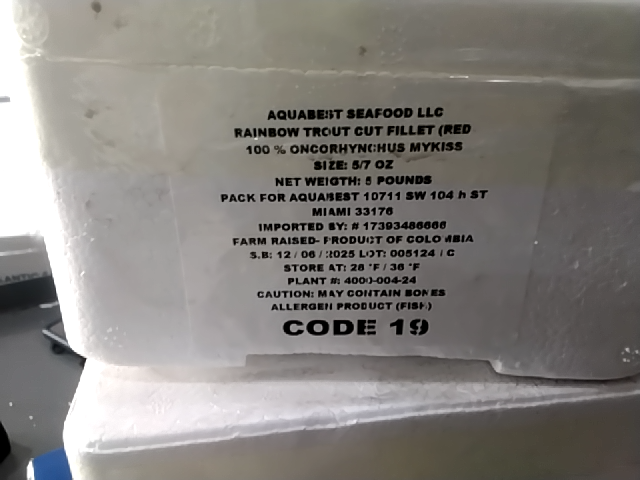 AQUABEST SEAFOOD LLC
RAINBOW TROUT CUT FILLET (RED
100 % ONCORHYNCHUS MYKISS
SIZE: 5/7 OZ
NET WEIGTH: 5 POUNDS
PACK FOR AQUABEST 10711 SW 104 h ST
MIAMI 33176
IMPORTED BY: # 17393486666
FARM RAISED- PRODUCT OF COLOMBIA
S.B: 12 / 06 / 2025 LOT: 005124 / C
STORE AT: 28 °F / 36 °F
PLANT #: 4000-004-24
CAUTION: MAY CONTAIN BONES
ALLERGEN PRODUCT (FISH)
CODE 19